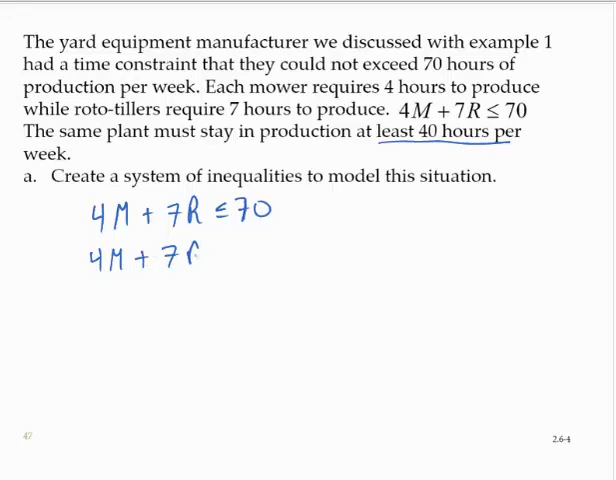 The yard equipment manufacturer we discussed with example 1
had a time constraint that they could not exceed 70 hours of
production per week. Each mower requires 4 hours to produce
while roto-tillers require 7 hours to produce. 4M + 7R ≤ 70
The same plant must stay in production at least 40 hours per
week.
a. Create a system of inequalities to model this situation.
4M + 7R ≤ 70
4M + 7R
47
2.6-4